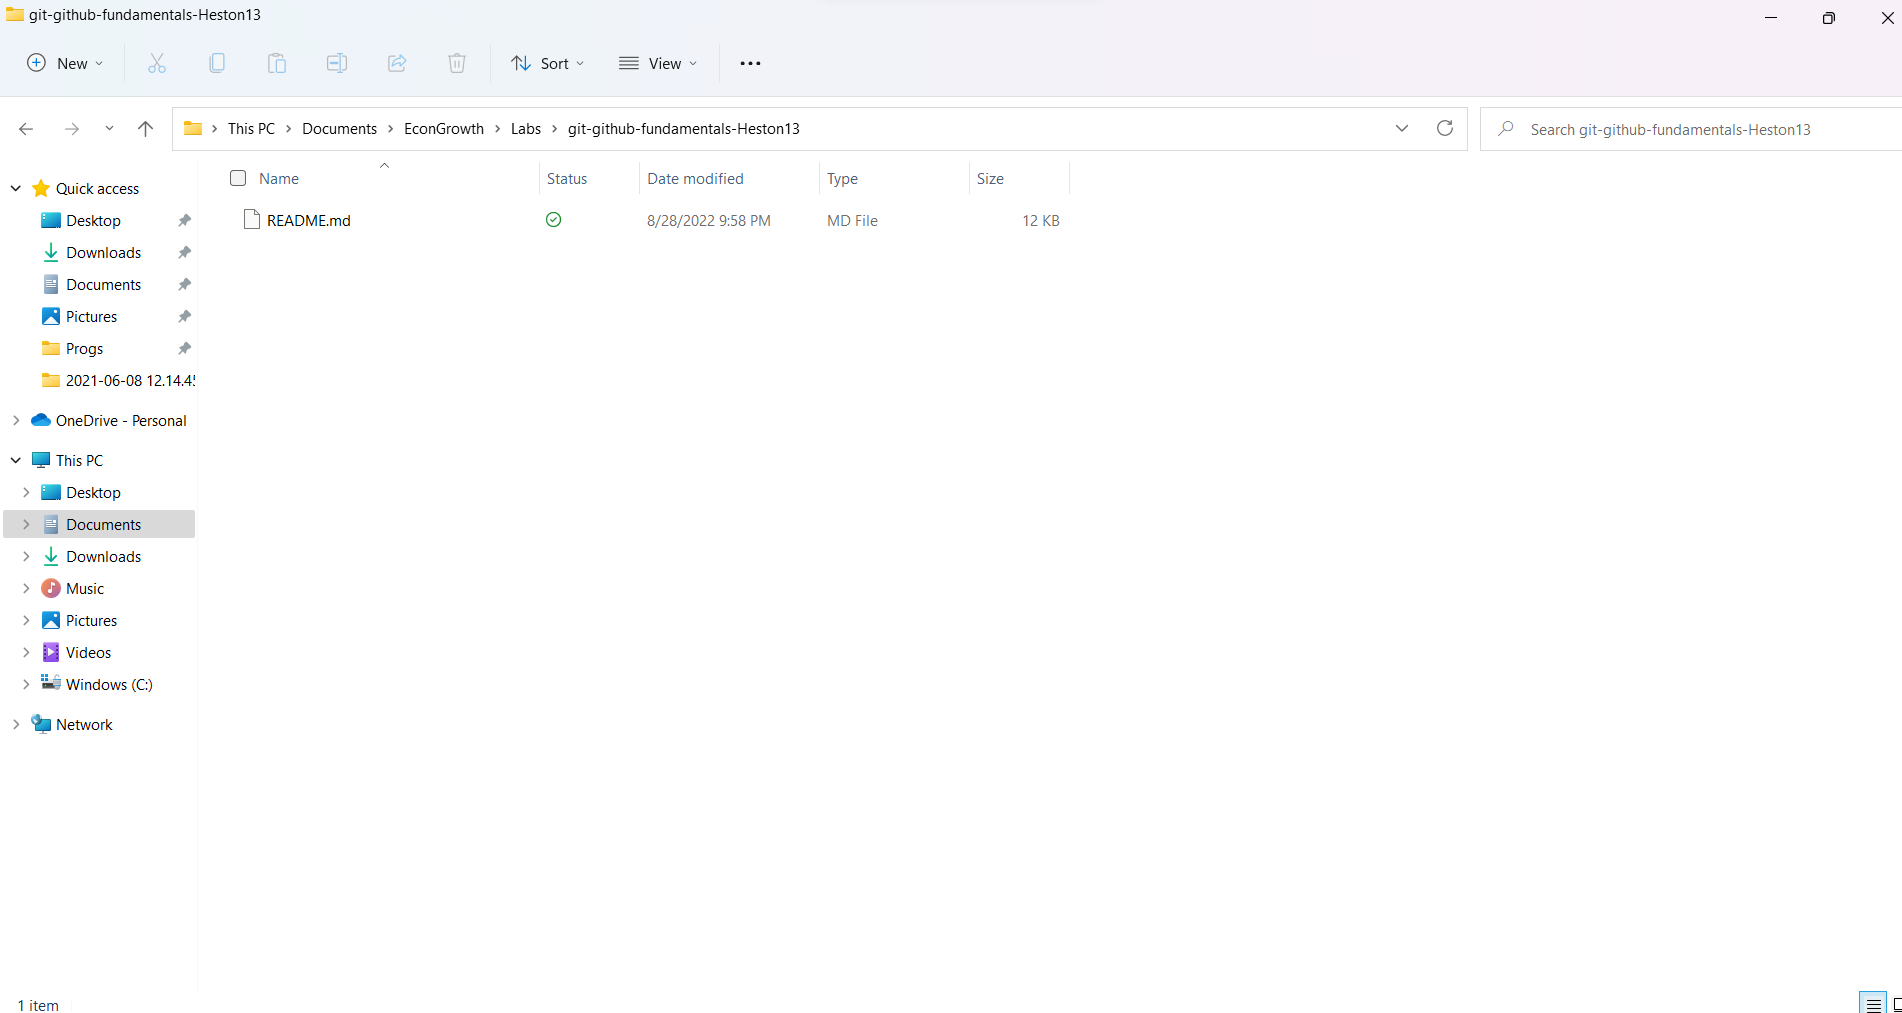 git-github-fundamentals-Heston13
New Sort View
This PC Documents EconGrowth Labs git-github-fundamentals-Heston13
Search git-github-fundamentals-Heston13
Name Status Date modified Type Size
README.md 8/28/2022 9:58 PM MD File 12 KB
Quick access
Desktop
Downloads
Documents
Pictures
Progs
2021-06-08 12.14.4
OneDrive - Personal
This PC
Desktop
Documents
Downloads
Music
Pictures
Videos
Windows (C:)
Network
1 item